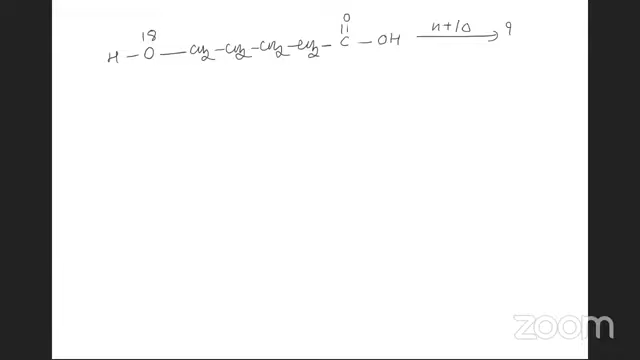 18 O
H - O - CH2 - CH2 - CH2 - CH2 - C - OH H+/Δ ?
zoom